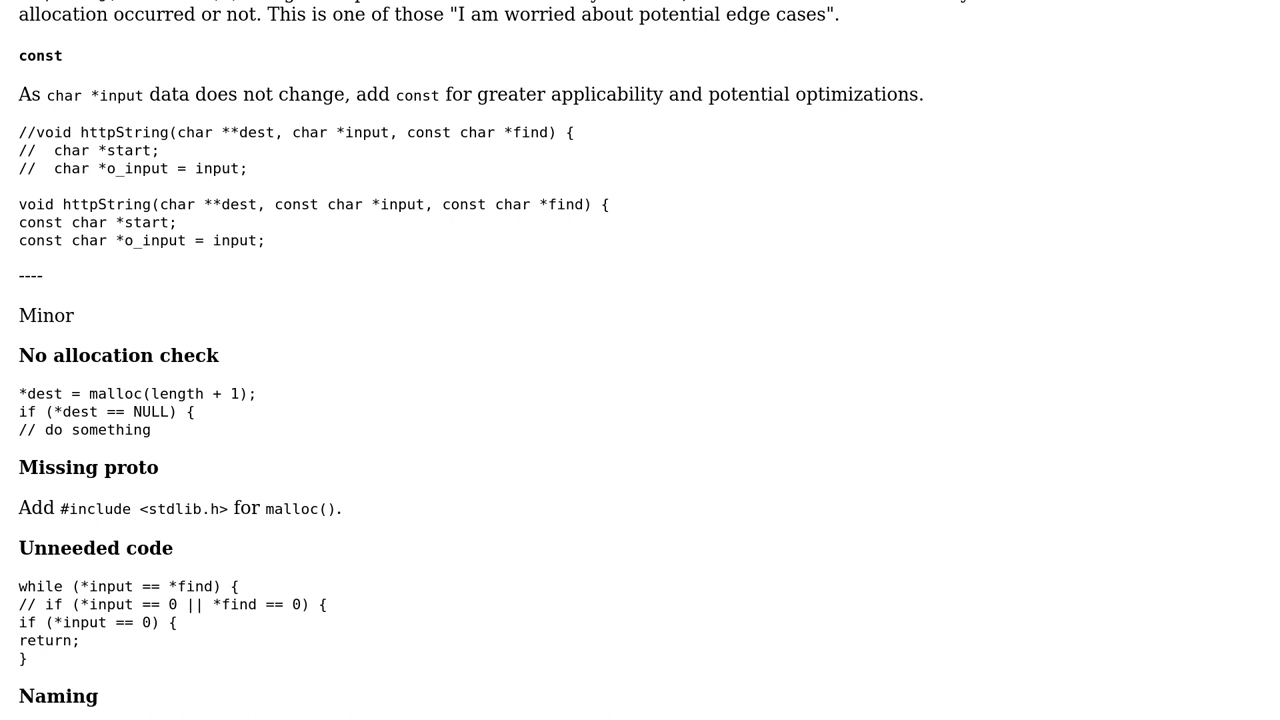 allocation occurred or not. This is one of those "I am worried about potential edge cases".
const
As char *input data does not change, add const for greater applicability and potential optimizations.
//void httpString(char **dest, char *input, const char *find) {
//  char *start;
//  char *o_input = input;
void httpString(char **dest, const char *input, const char *find) {
const char *start;
const char *o_input = input;
----
Minor
No allocation check
*dest = malloc(length + 1);
if (*dest == NULL) {
// do something
Missing proto
Add #include <stdlib.h> for malloc().
Unneeded code
while (*input == *find) {
// if (*input == 0 || *find == 0) {
if (*input == 0) {
return;
}
Naming